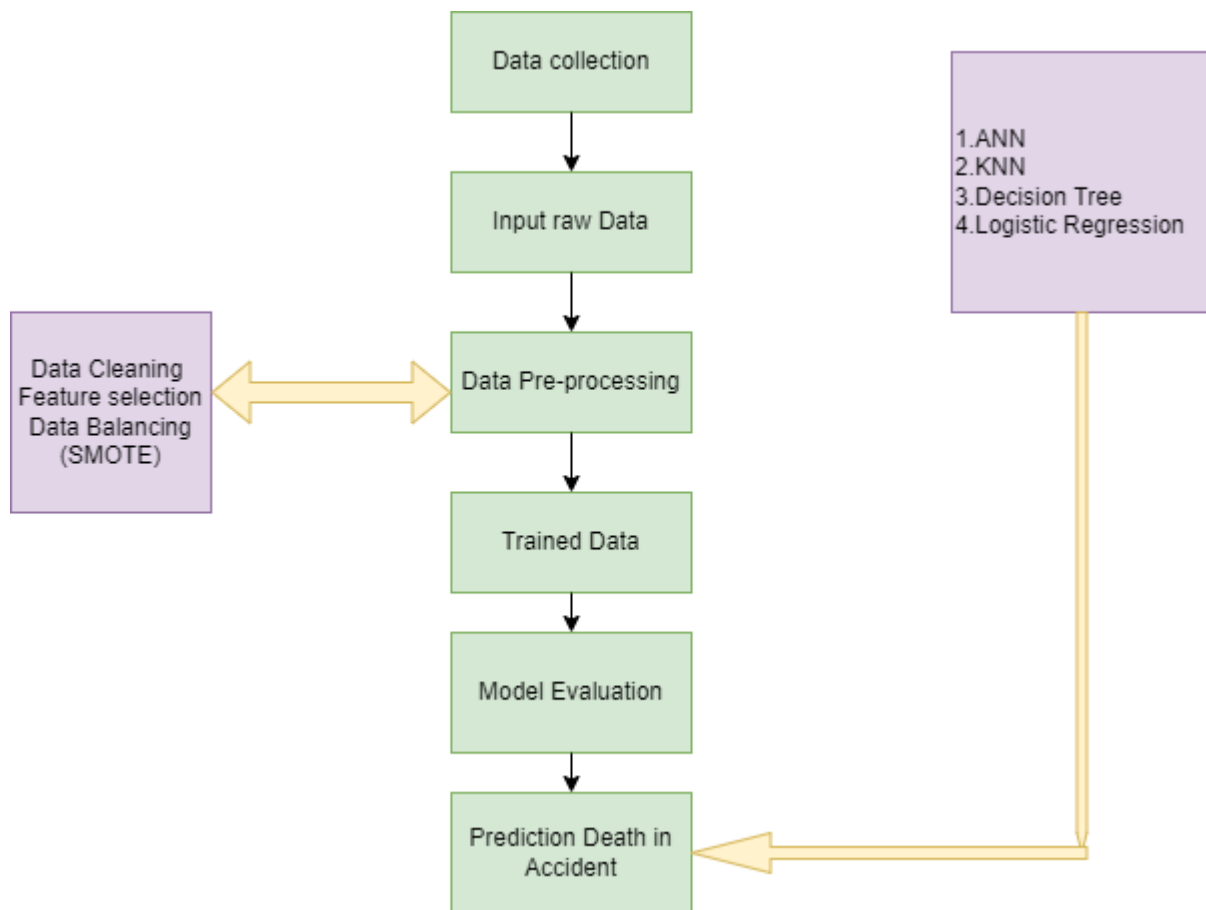 Data collection
1.ANN
2.KNN
3.Decision Tree
4.Logistic Regression
Input raw Data
Data Cleaning
Feature selection
Data Balancing
(SMOTE)
Data Pre-processing
Trained Data
Model Evaluation
Prediction Death in
Accident